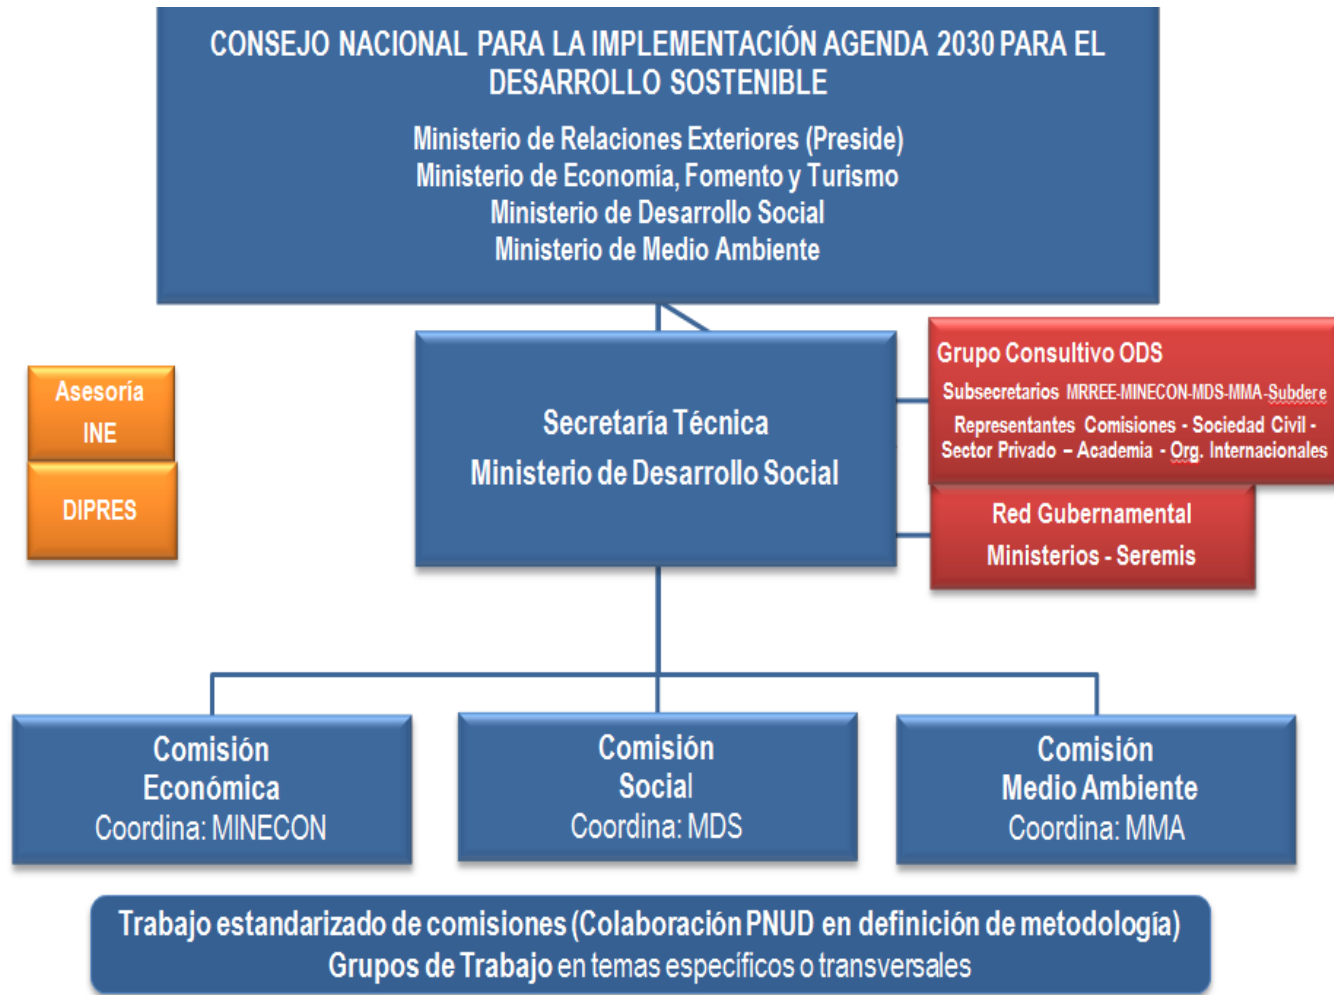 CONSEJO NACIONAL PARA LA IMPLEMENTACIÓN AGENDA 2030 PARA EL
DESARROLLO SOSTENIBLE
Ministerio de Relaciones Exteriores (Preside)
Ministerio de Economía, Fomento y Turismo
Ministerio de Desarrollo Social
Ministerio de Medio Ambiente
Asesoría
INE
DIPRES
Secretaría Técnica
Ministerio de Desarrollo Social
Grupo Consultivo ODS
Subsecretarios MRREE-MINECON-MDS-MMA-Subdere
Representantes Comisiones - Sociedad Civil -
Sector Privado – Academia - Org. Internacionales
Red Gubernamental
Ministerios - Seremis
Comisión
Económica
Coordina: MINECON
Comisión
Social
Coordina: MDS
Comisión
Medio Ambiente
Coordina: MMA
Trabajo estandarizado de comisiones (Colaboración PNUD en definición de metodología)
Grupos de Trabajo en temas específicos o transversales